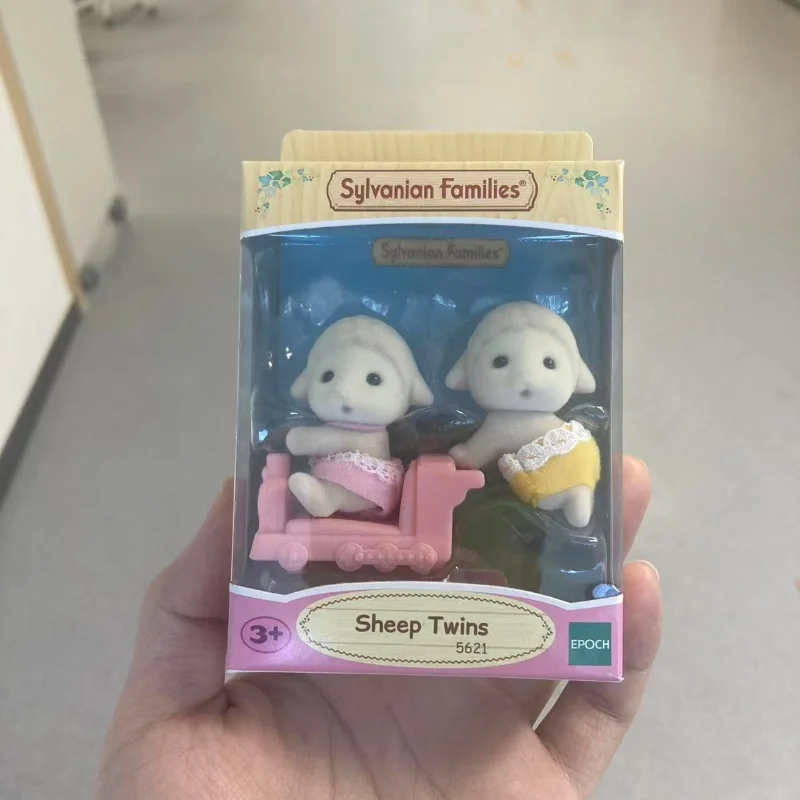 Sylvanian Families®
Sylvanian Families®
3+
Sheep Twins
5621
EPOCH